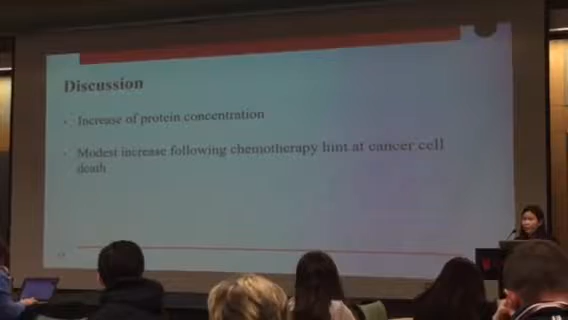 Discussion
Increase of protein concentration
Modest increase following chemotherapy hint at cancer cell
death